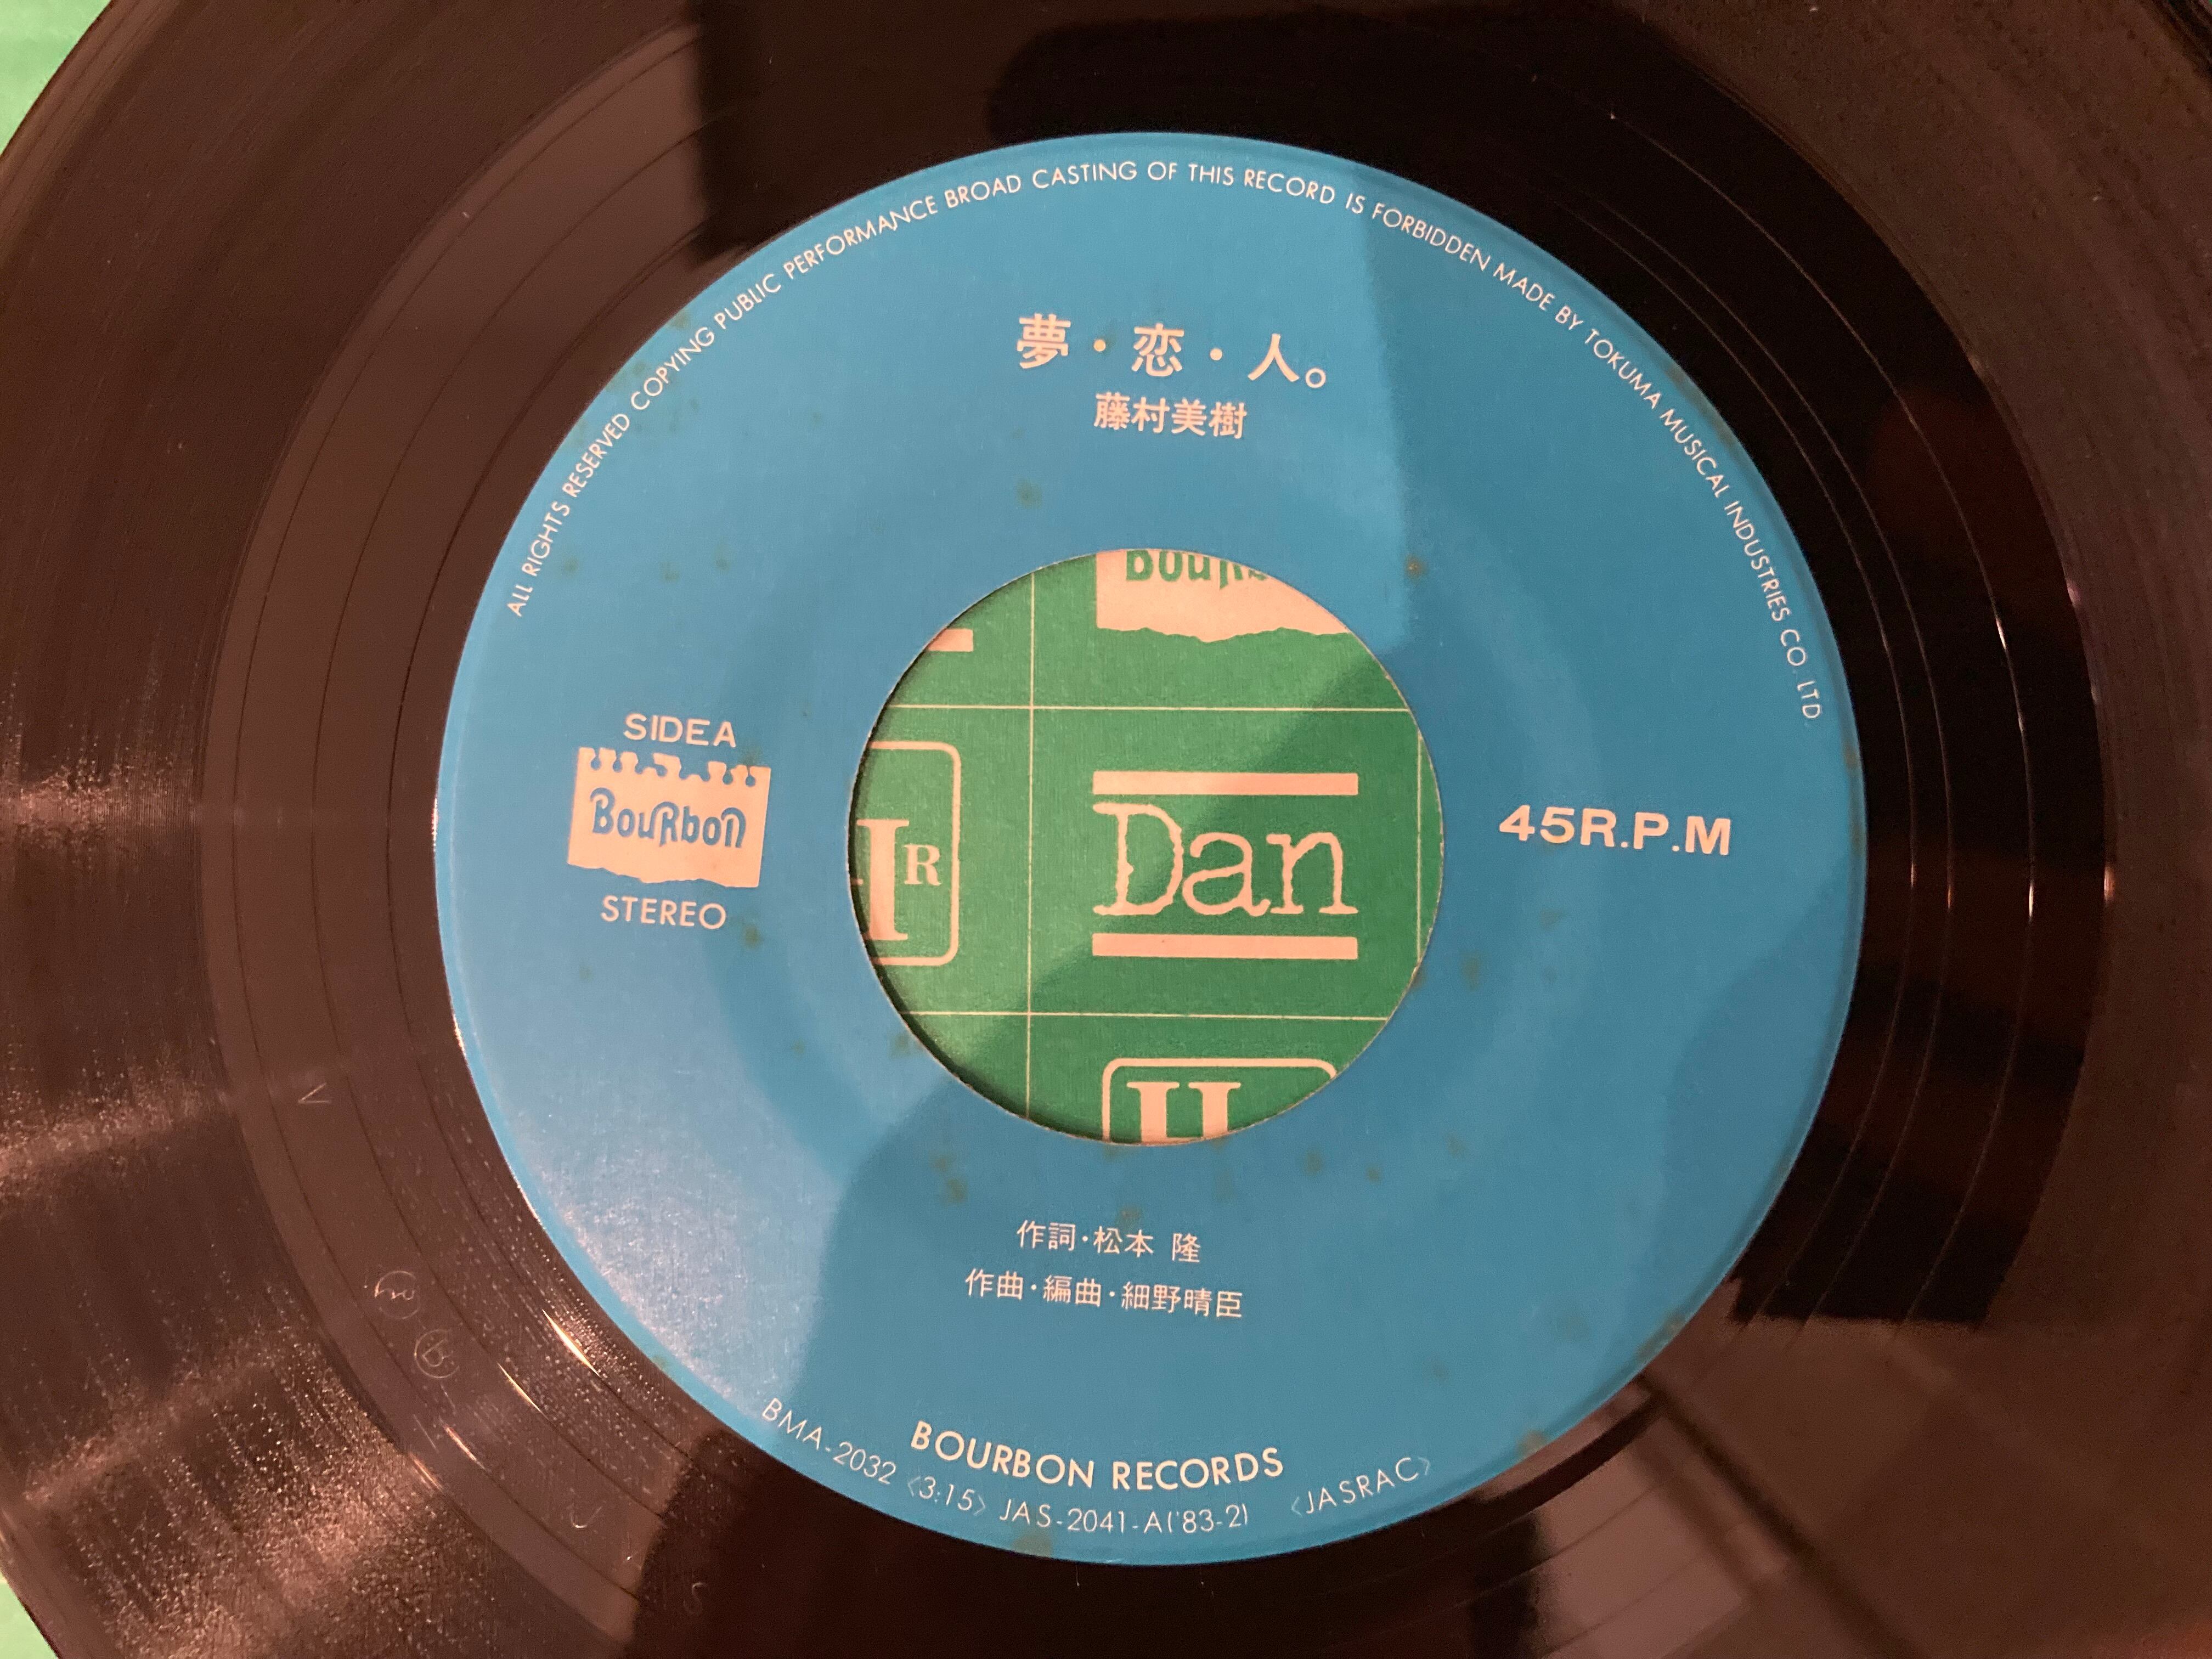 ALL RIGHTS RESERVED COPYING PUBLIC PERFORMANCE BROAD CASTING OF THIS RECORD IS FORBIDDEN MADE BY TOKUMA MUSICAL INDUSTRIES CO. LTD.
夢・恋・人。
藤村美樹
SIDEA
BouRbon
STEREO
45R.P.M
BouRb
IR
Dan
H
作詞・松本 隆
作曲・編曲・細野晴臣
BOURBON RECORDS
BMA-2032 〈3:15〉 JAS-2041-A('83-2) 〈JASRAC〉